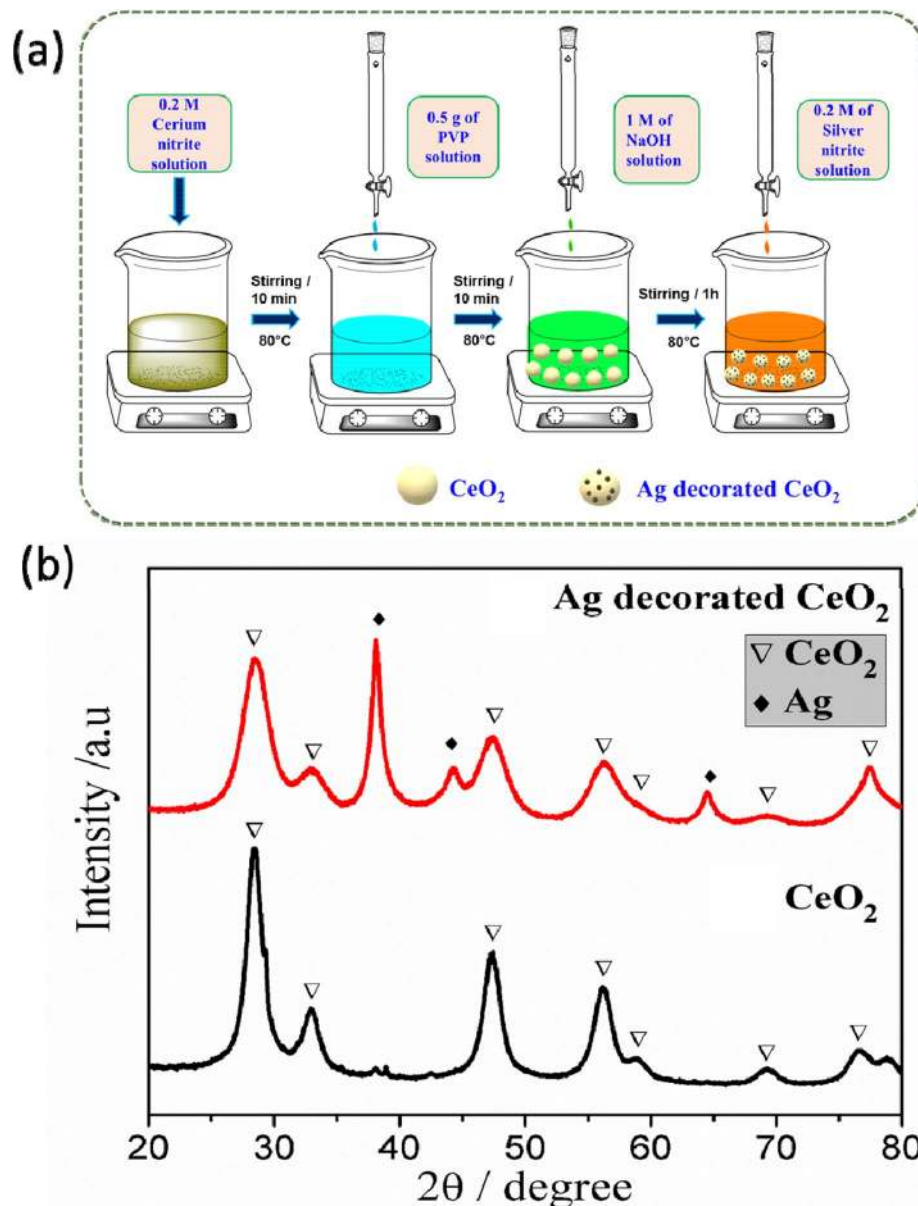 (a)
0.2 M
Cerium
nitrite
solution
0.5 g of
PVP
solution
1 M of
NaOH
solution
0.2 M of
Silver
nitrite
solution
Stirring /
10 min
80°C
Stirring /
10 min
80°C
Stirring / 1h
80°C
CeO₂
Ag decorated CeO₂
(b)
Ag decorated CeO₂
▽ CeO₂
◆ Ag
CeO₂
Intensity /a.u
20 30 40 50 60 70 80
2θ / degree